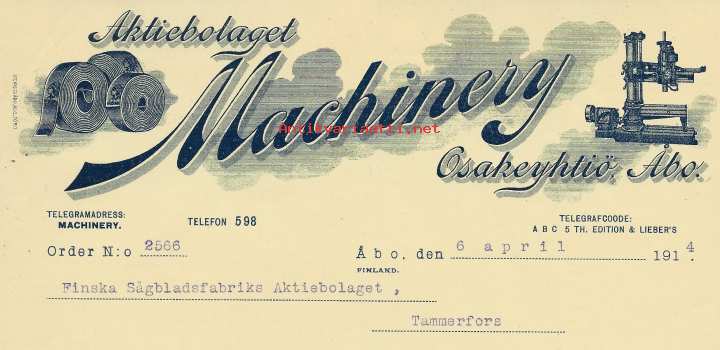 Aktiebolaget
Machinery
Antikvariaatti.net
Osakeyhtiö, Åbo.
TELEGRAMADRESS:
MACHINERY.
TELEFON 598
TELEGRAFCOODE:
A B C 5 TH. EDITION & LIEBER'S
Order N:o 2566
Åbo, den 6 april 1914.
FINLAND.
Finska Sågbladsfabriks Aktiebolaget ,
Tammerfors